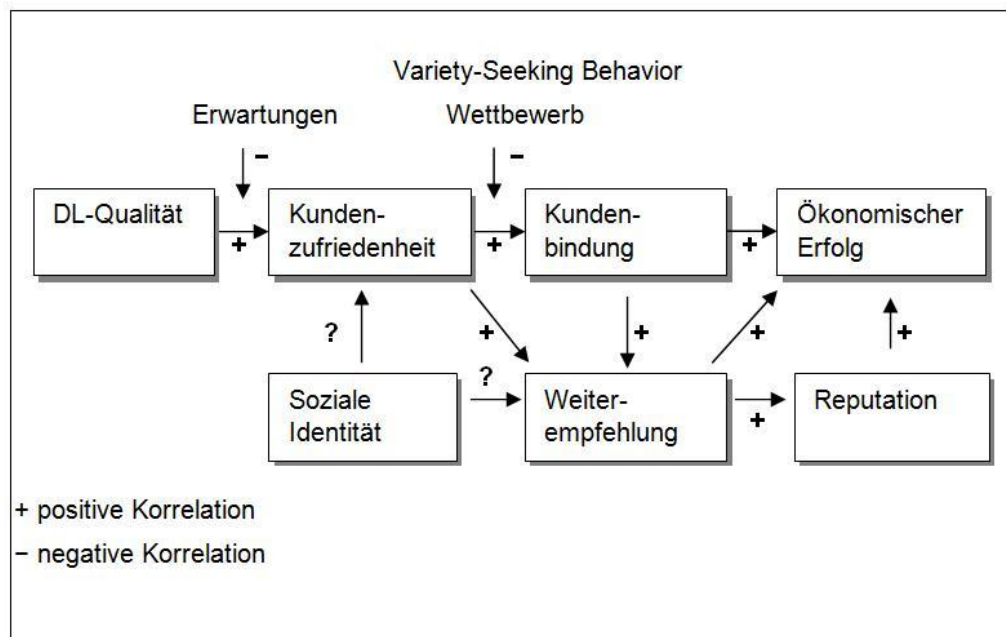 Variety-Seeking Behavior
Erwartungen
Wettbewerb
−
−
DL-Qualität
+
Kunden-
zufriedenheit
+
Kunden-
bindung
+
Ökonomischer
Erfolg
?
+
+
+
+
Soziale
Identität
?
Weiter-
empfehlung
+
Reputation
+ positive Korrelation
− negative Korrelation